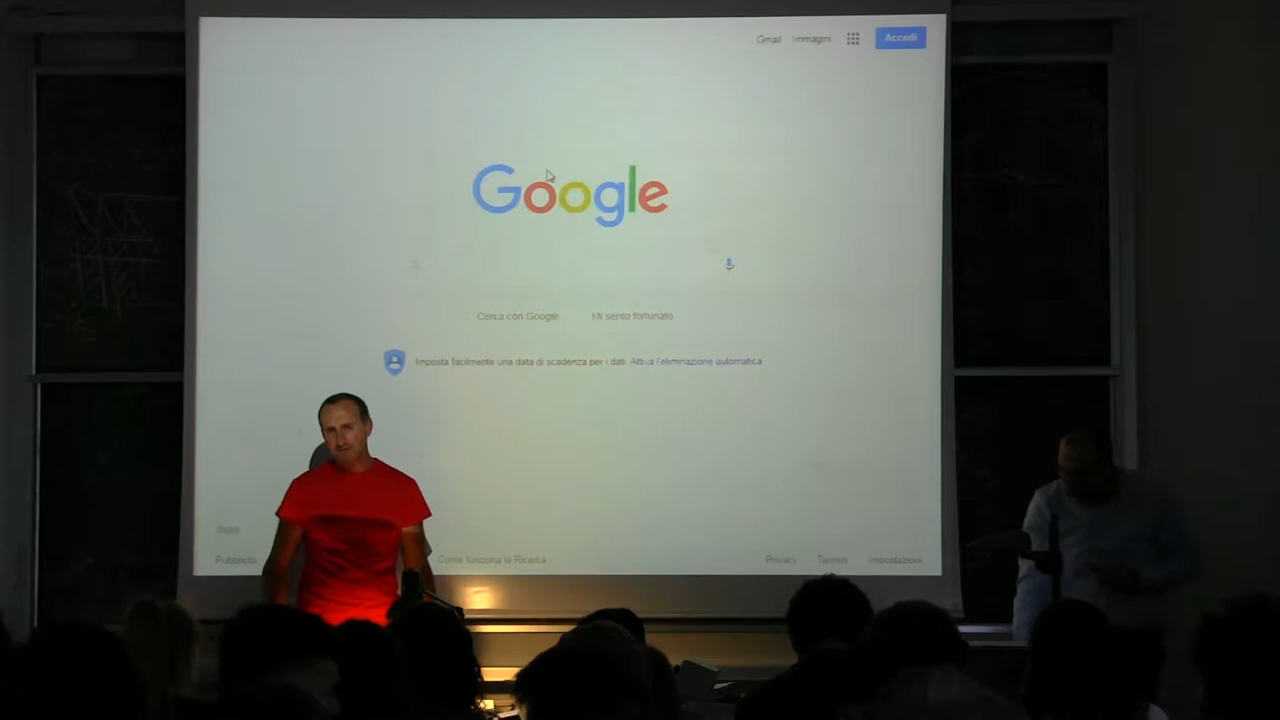 Gmail Immagini Accedi
Google
Cerca con Google Mi sento fortunato
Imposta facilmente una data di scadenza per i dati. Attiva l'eliminazione automatica
Italia
Pubblicità Come funziona la Ricerca Privacy Termini Impostazioni